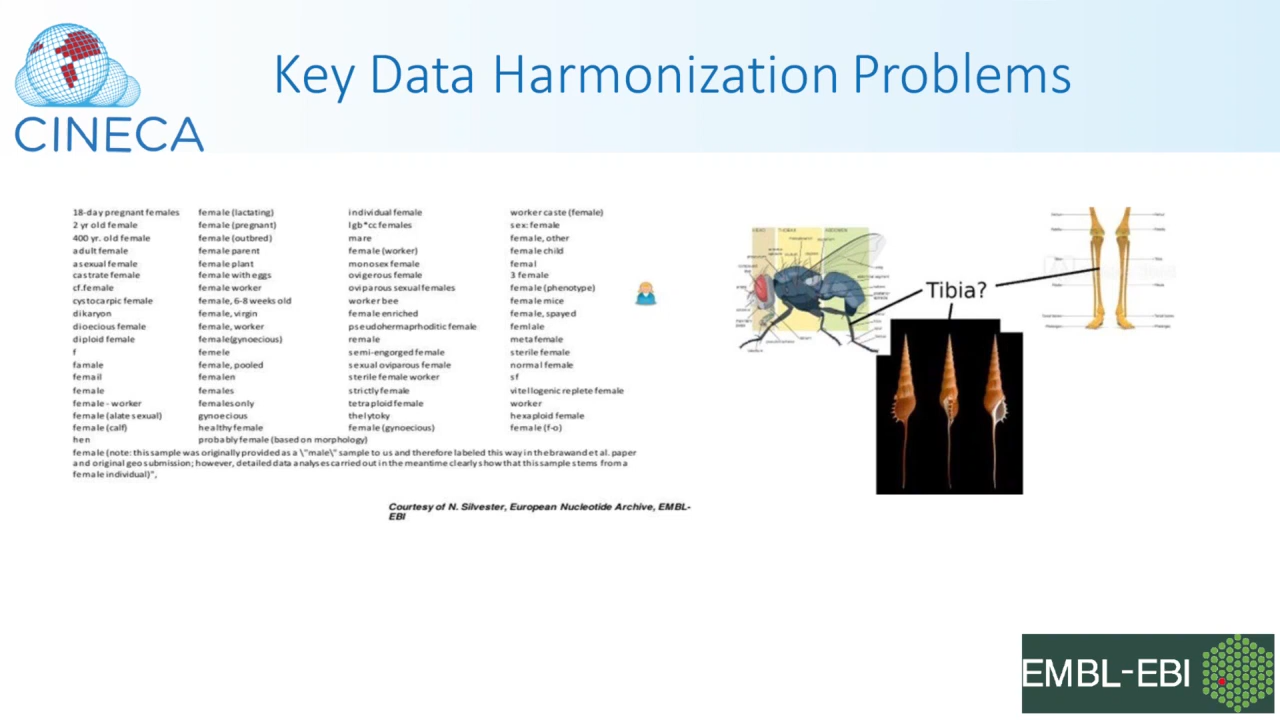 CINECA
Key Data Harmonization Problems
18-day pregnant females
2 yr old female
400 yr. old female
adult female
asexual female
castrate female
cf.female
cystocarpic female
dikaryon
dioecious female
diploid female
f
famale
femail
female
female - worker
female (alate sexual)
female (calf)
hen
female (lactating)
female (pregnant)
female (outbred)
female parent
female plant
female with eggs
female worker
female, 6-8 weeks old
female, virgin
female, worker
female(gynoecious)
femele
female, pooled
femalen
females
females only
gynoecious
healthy female
probably female (based on morphology)
individual female
lgb*cc females
mare
female (worker)
monosex female
ovigerous female
oviparous sexual females
worker bee
female enriched
pseudohermaphroditic female
remale
semi-engorged female
sexual oviparous female
sterile female worker
strictly female
tetraploid female
thelytoky
female (gynoecious)
worker caste (female)
sex: female
female, other
female child
femal
3 female
female (phenotype)
female mice
female, spayed
femlale
metafemale
sterile female
normal female
sf
vitellogenic replete female
worker
hexaploid female
female (f-o)
female (note: this sample was originally provided as a \"male\" sample to us and therefore labeled this way in the brawand et al. paper
and original geo submission; however, detailed data analyses carried out in the meantime clearly show that this sample stems from a
female individual)",
Courtesy of N. Silvester, European Nucleotide Archive, EMBL-
EBI
Tibia?
EMBL-EBI